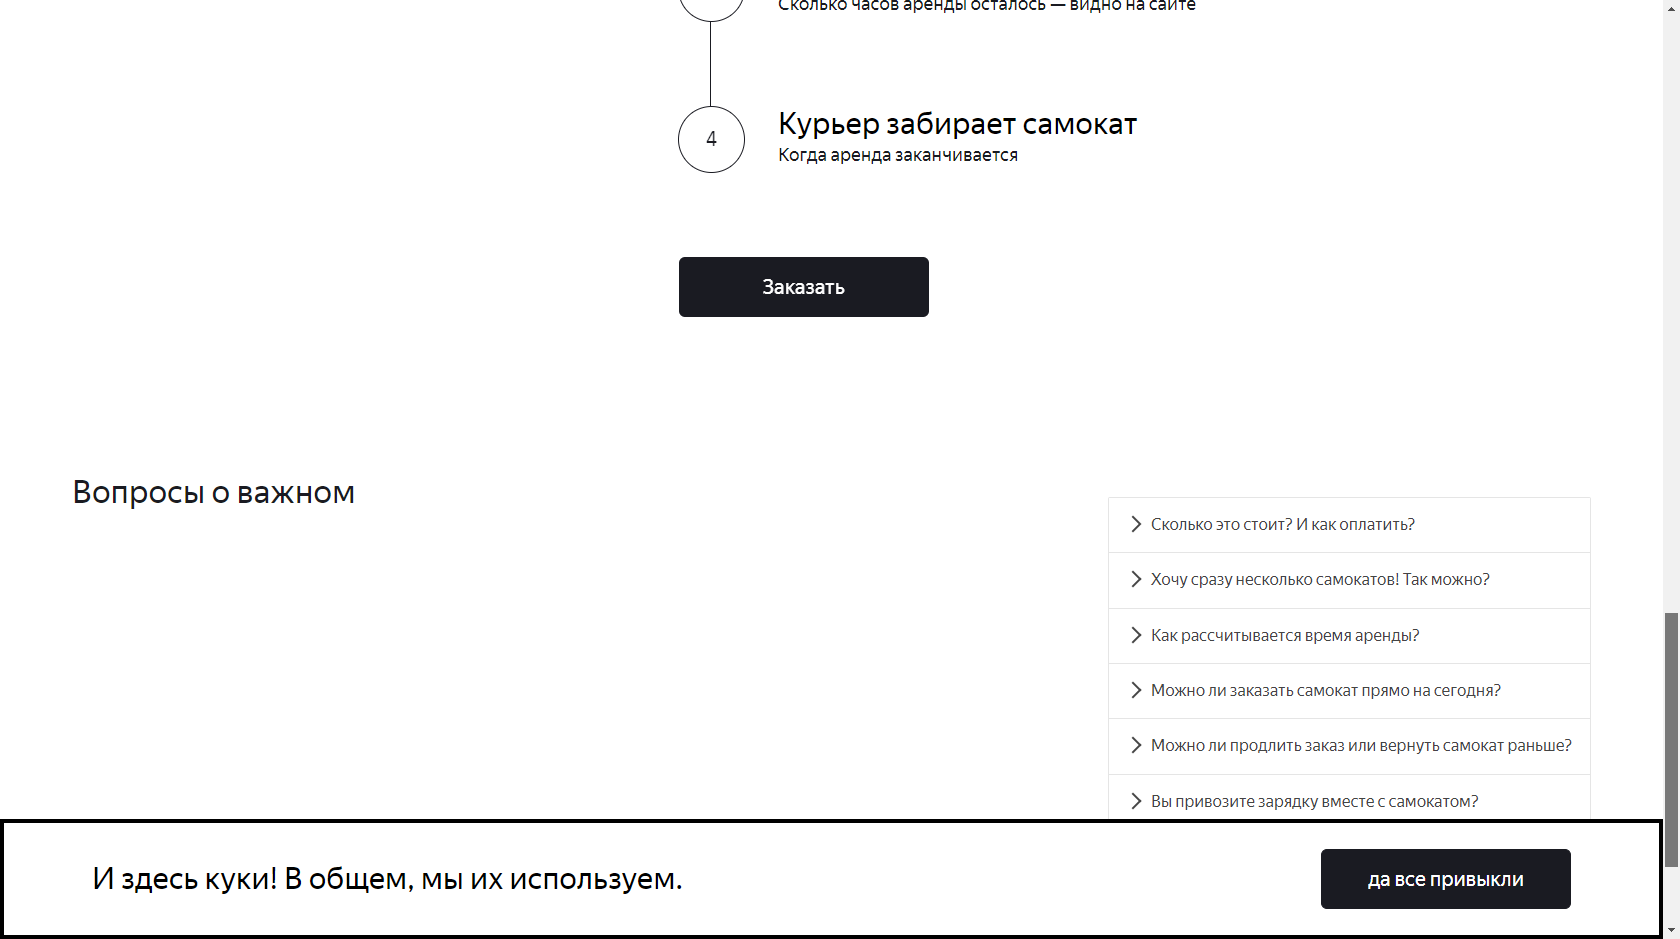 Сколько часов аренды осталось — видно на сайте
4
Курьер забирает самокат
Когда аренда заканчивается
Заказать
Вопросы о важном
Сколько это стоит? И как оплатить?
Хочу сразу несколько самокатов! Так можно?
Как рассчитывается время аренды?
Можно ли заказать самокат прямо на сегодня?
Можно ли продлить заказ или вернуть самокат раньше?
Вы привозите зарядку вместе с самокатом?
И здесь куки! В общем, мы их используем.
да все привыкли